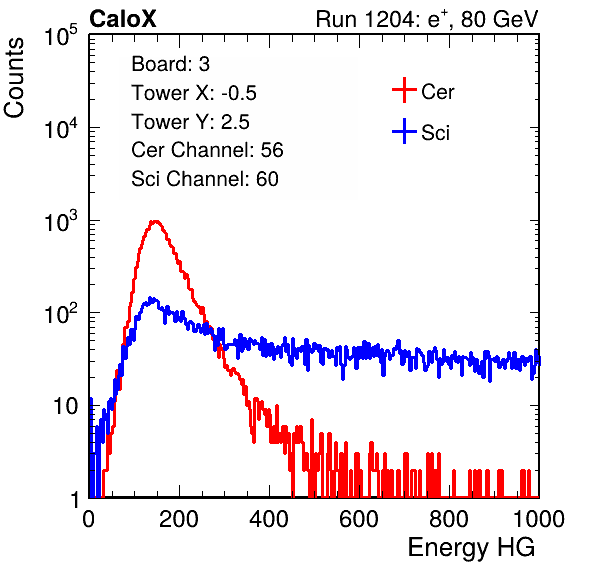 CaloX Run 1204: e⁺, 80 GeV
Counts
Board: 3
Tower X: -0.5
Tower Y: 2.5
Cer Channel: 56
Sci Channel: 60
Cer
Sci
10⁵
10⁴
10³
10²
10
1
0 200 400 600 800 1000
Energy HG